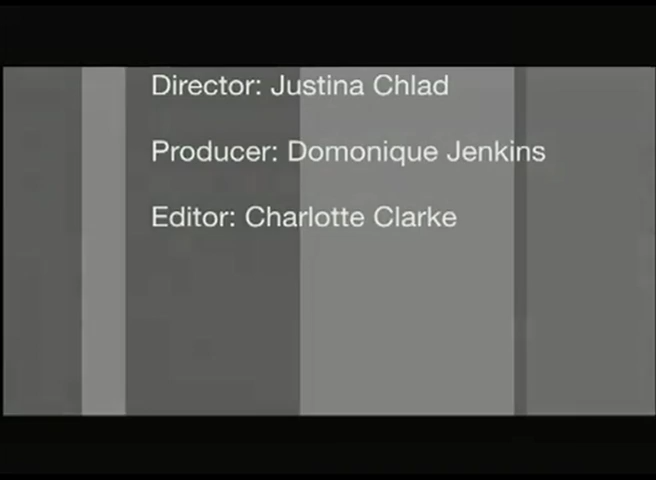 Director: Justina Chlad
Producer: Domonique Jenkins
Editor: Charlotte Clarke